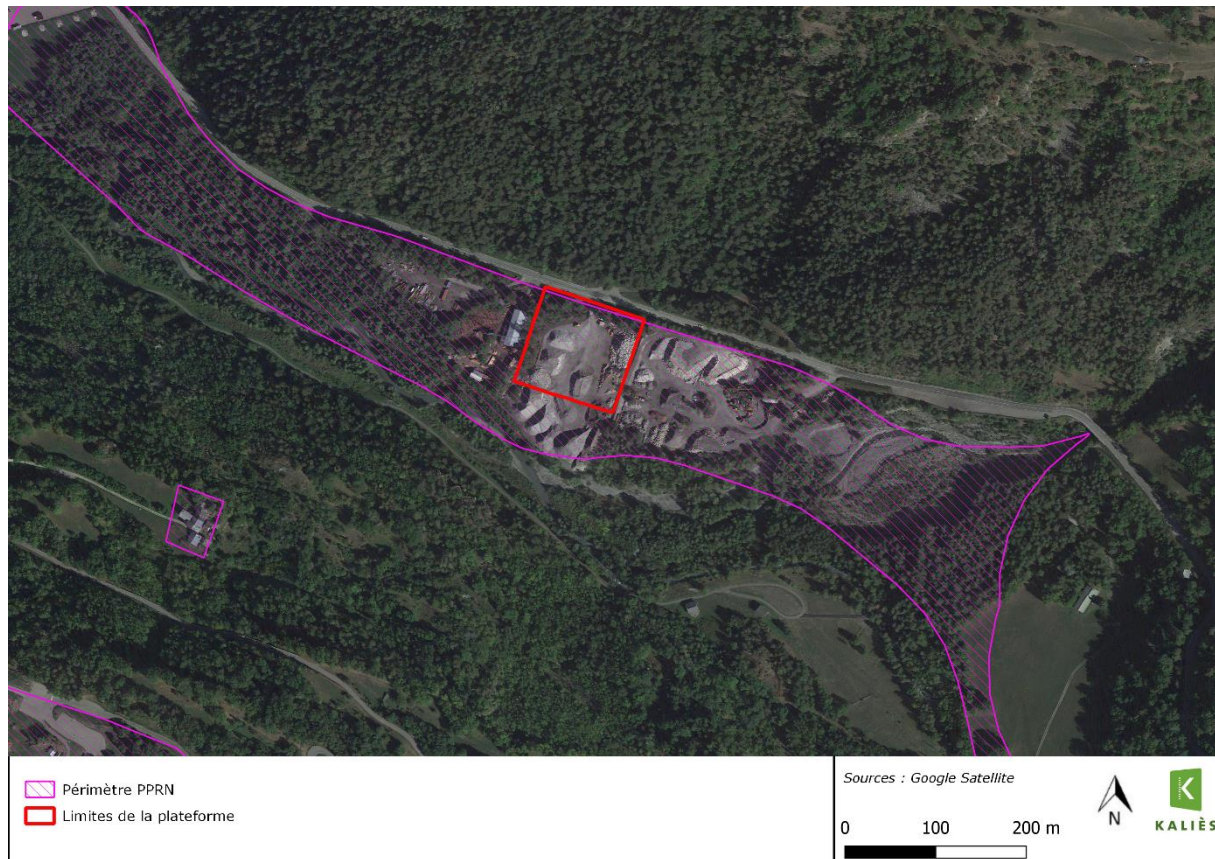 Périmètre PPRN
Limites de la plateforme
Sources : Google Satellite
0 100 200 m
N
KALIÈS